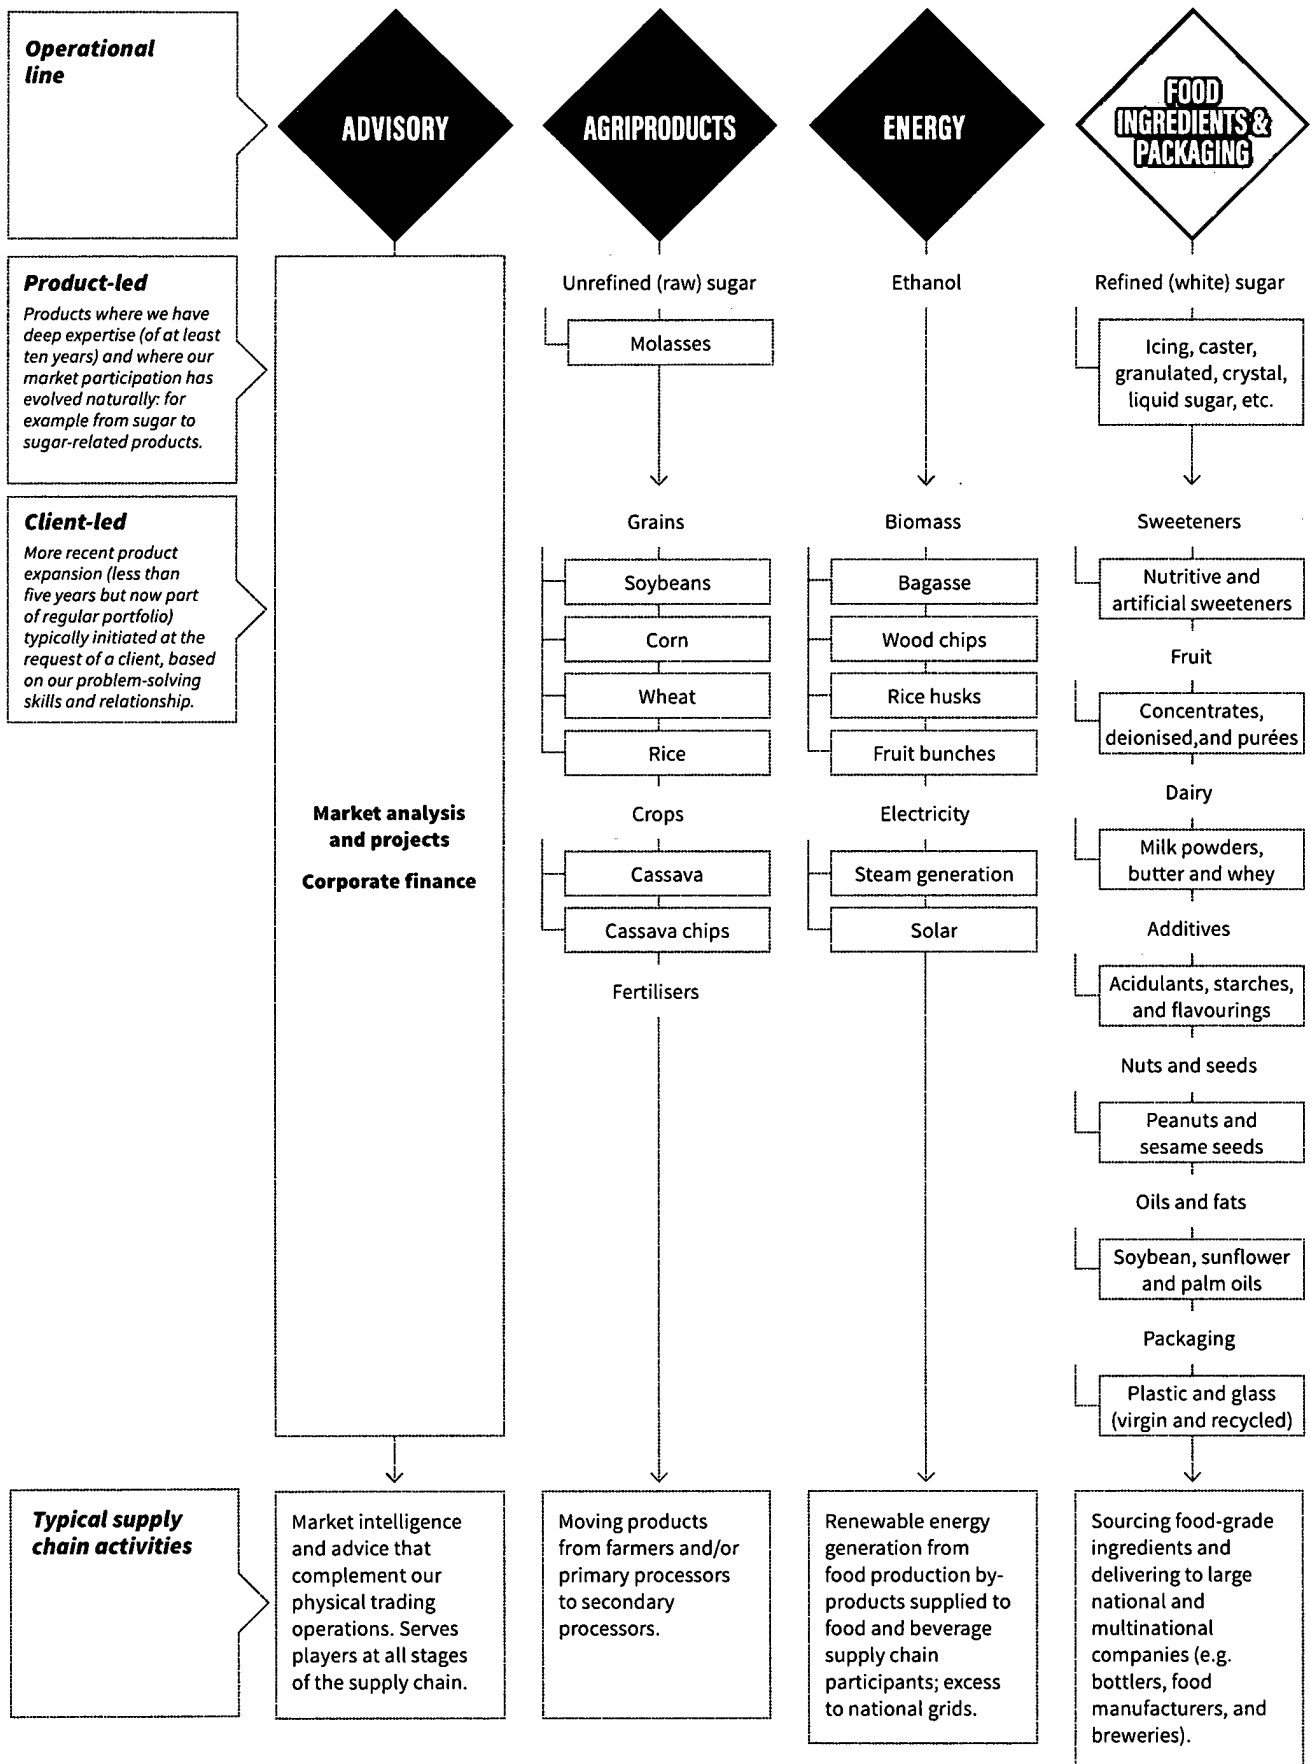 Operational
line
ADVISORY
AGRIPRODUCTS
ENERGY
FOOD
INGREDIENTS &
PACKAGING
Product-led
Products where we have
deep expertise (of at least
ten years) and where our
market participation has
evolved naturally: for
example from sugar to
sugar-related products.
Client-led
More recent product
expansion (less than
five years but now part
of regular portfolio)
typically initiated at the
request of a client, based
on our problem-solving
skills and relationship.
Market analysis
and projects
Corporate finance
Unrefined (raw) sugar
Molasses
Grains
Soybeans
Corn
Wheat
Rice
Crops
Cassava
Cassava chips
Fertilisers
Ethanol
Biomass
Bagasse
Wood chips
Rice husks
Fruit bunches
Electricity
Steam generation
Solar
Refined (white) sugar
Icing, caster,
granulated, crystal,
liquid sugar, etc.
Sweeteners
Nutritive and
artificial sweeteners
Fruit
Concentrates,
deionised,and purées
Dairy
Milk powders,
butter and whey
Additives
Acidulants, starches,
and flavourings
Nuts and seeds
Peanuts and
sesame seeds
Oils and fats
Soybean, sunflower
and palm oils
Packaging
Plastic and glass
(virgin and recycled)
Typical supply
chain activities
Market intelligence
and advice that
complement our
physical trading
operations. Serves
players at all stages
of the supply chain.
Moving products
from farmers and/or
primary processors
to secondary
processors.
Renewable energy
generation from
food production by-
products supplied to
food and beverage
supply chain
participants; excess
to national grids.
Sourcing food-grade
ingredients and
delivering to large
national and
multinational
companies (e.g.
bottlers, food
manufacturers, and
breweries).